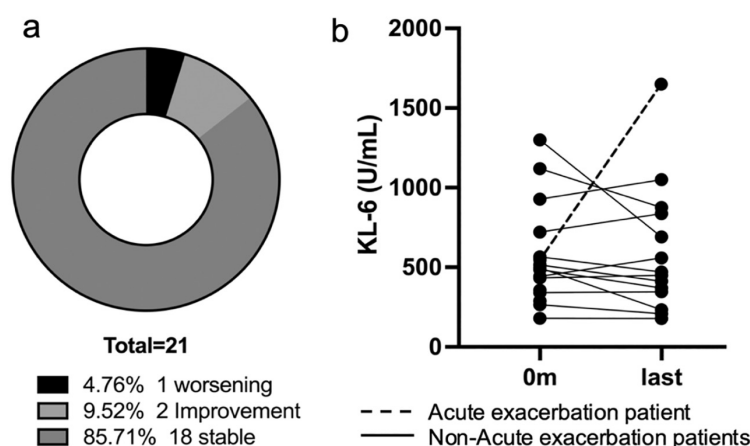 a
Total=21
4.76% 1 worsening
9.52% 2 Improvement
85.71% 18 stable
b
KL-6 (U/mL)
2000
1500
1000
500
0
0m last
Acute exacerbation patient
Non-Acute exacerbation patients